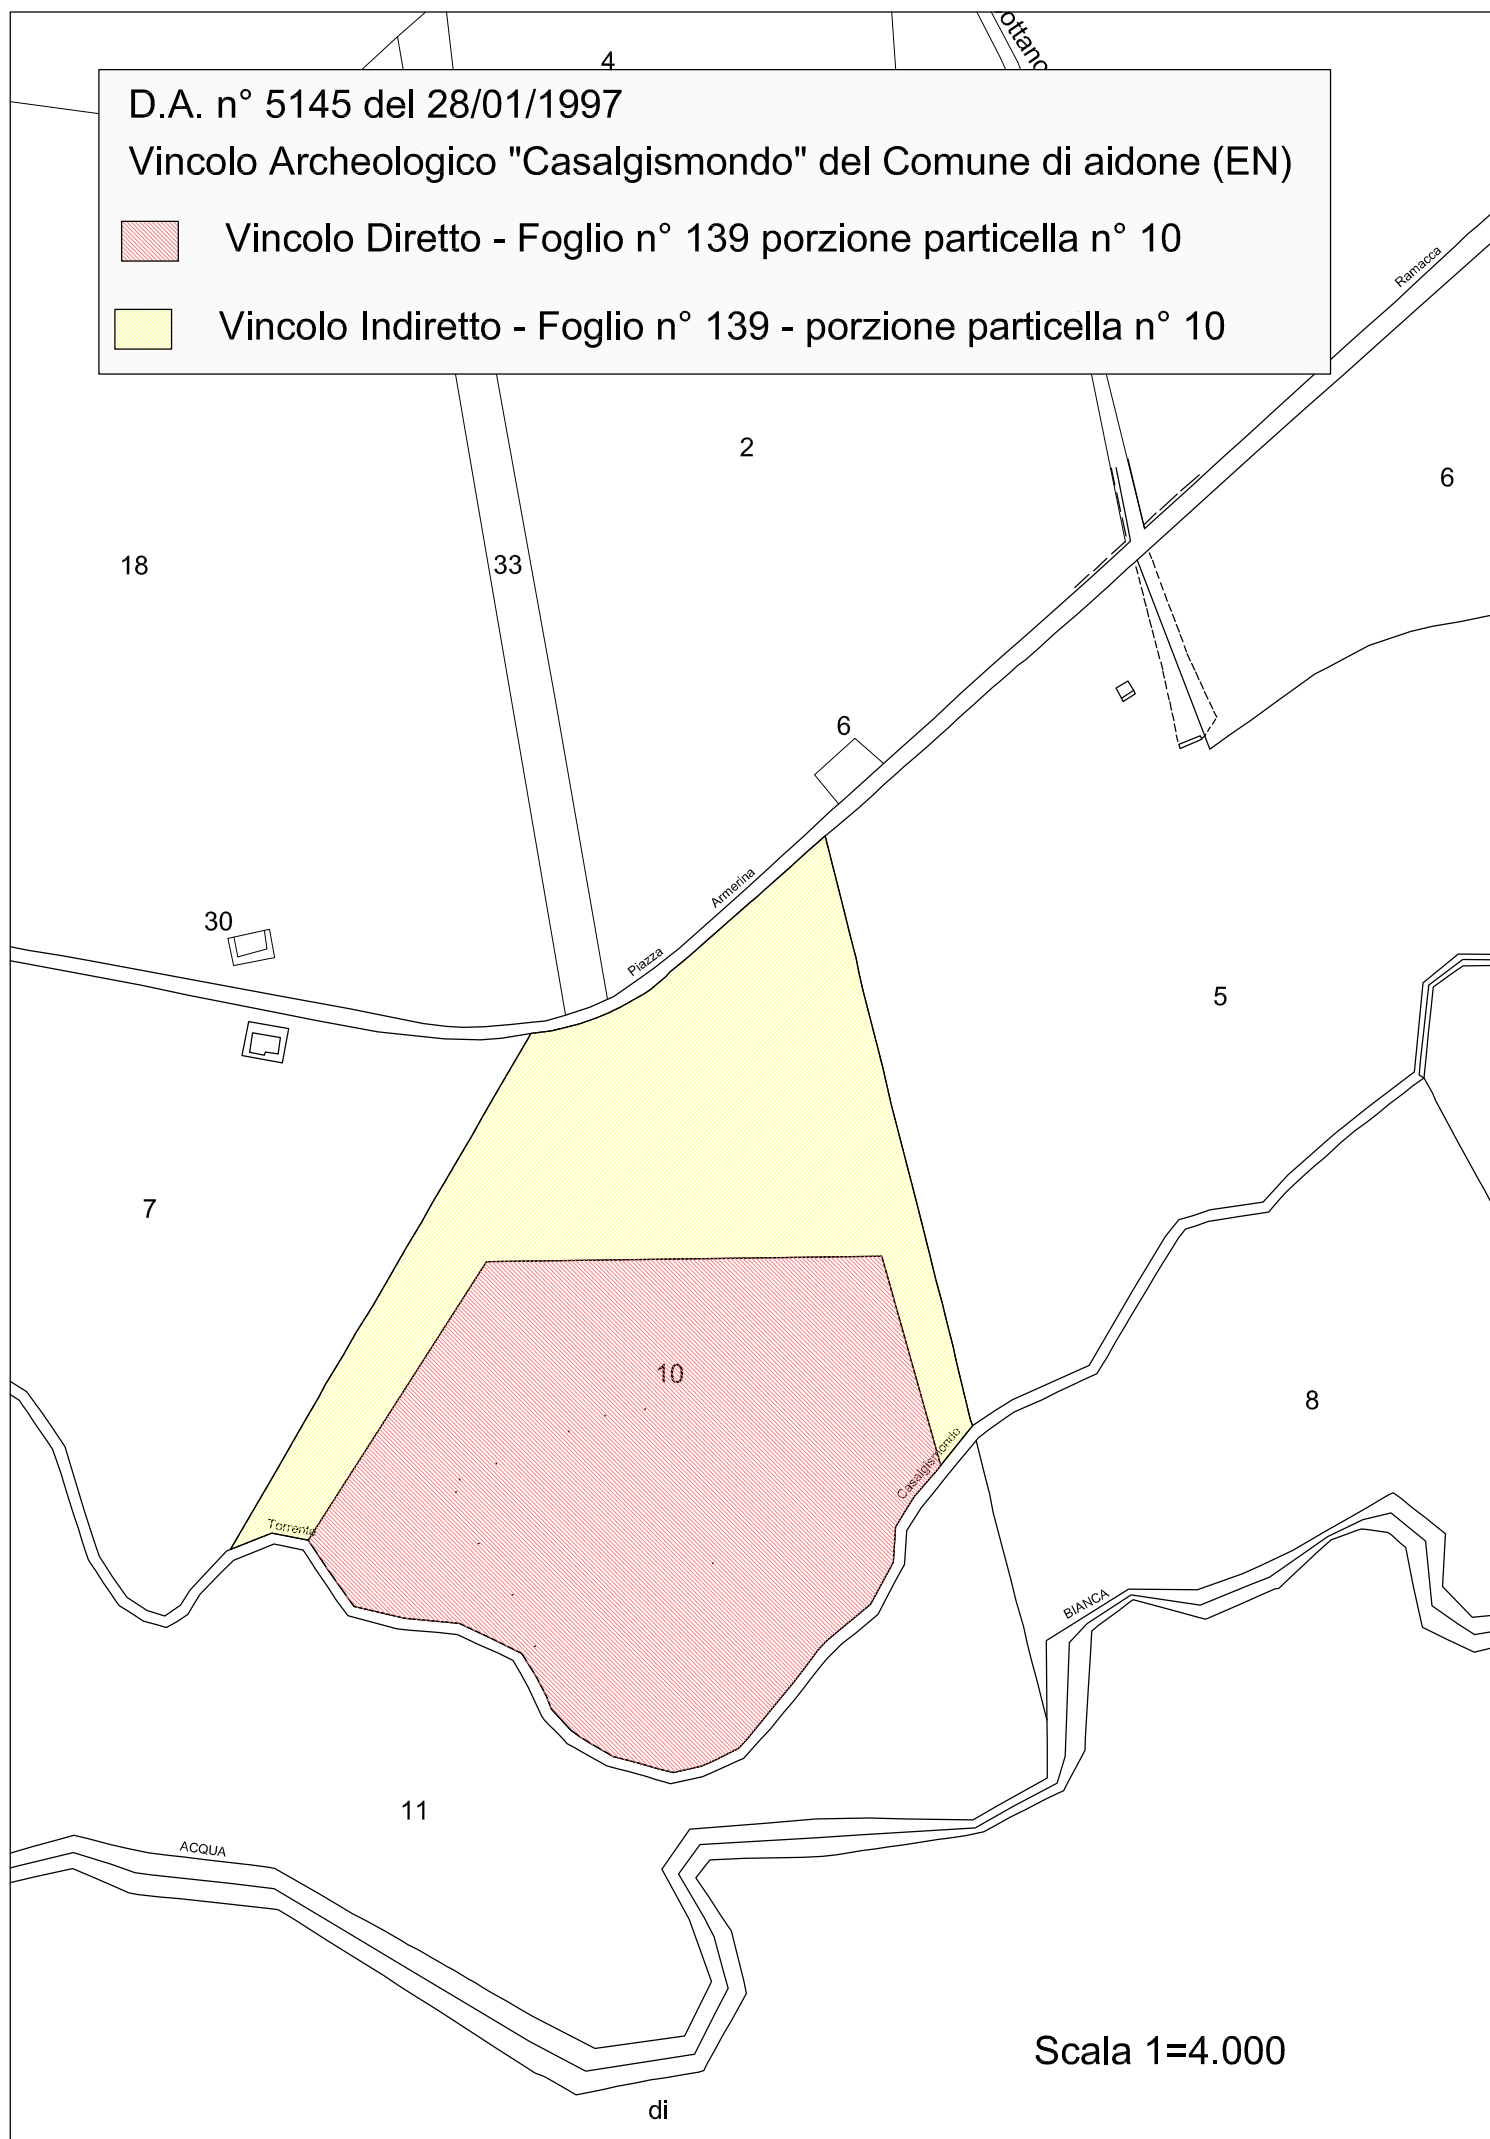 ottano
4
D.A. n° 5145 del 28/01/1997
Vincolo Archeologico "Casalgismondo" del Comune di aidone (EN)
Vincolo Diretto - Foglio n° 139 porzione particella n° 10
Vincolo Indiretto - Foglio n° 139 - porzione particella n° 10
Ramacca
2
6
18
33
6
Armerina
30
Piazza
5
7
10
8
Casalgismondo
Torrente
BIANCA
11
ACQUA
Scala 1=4.000
di